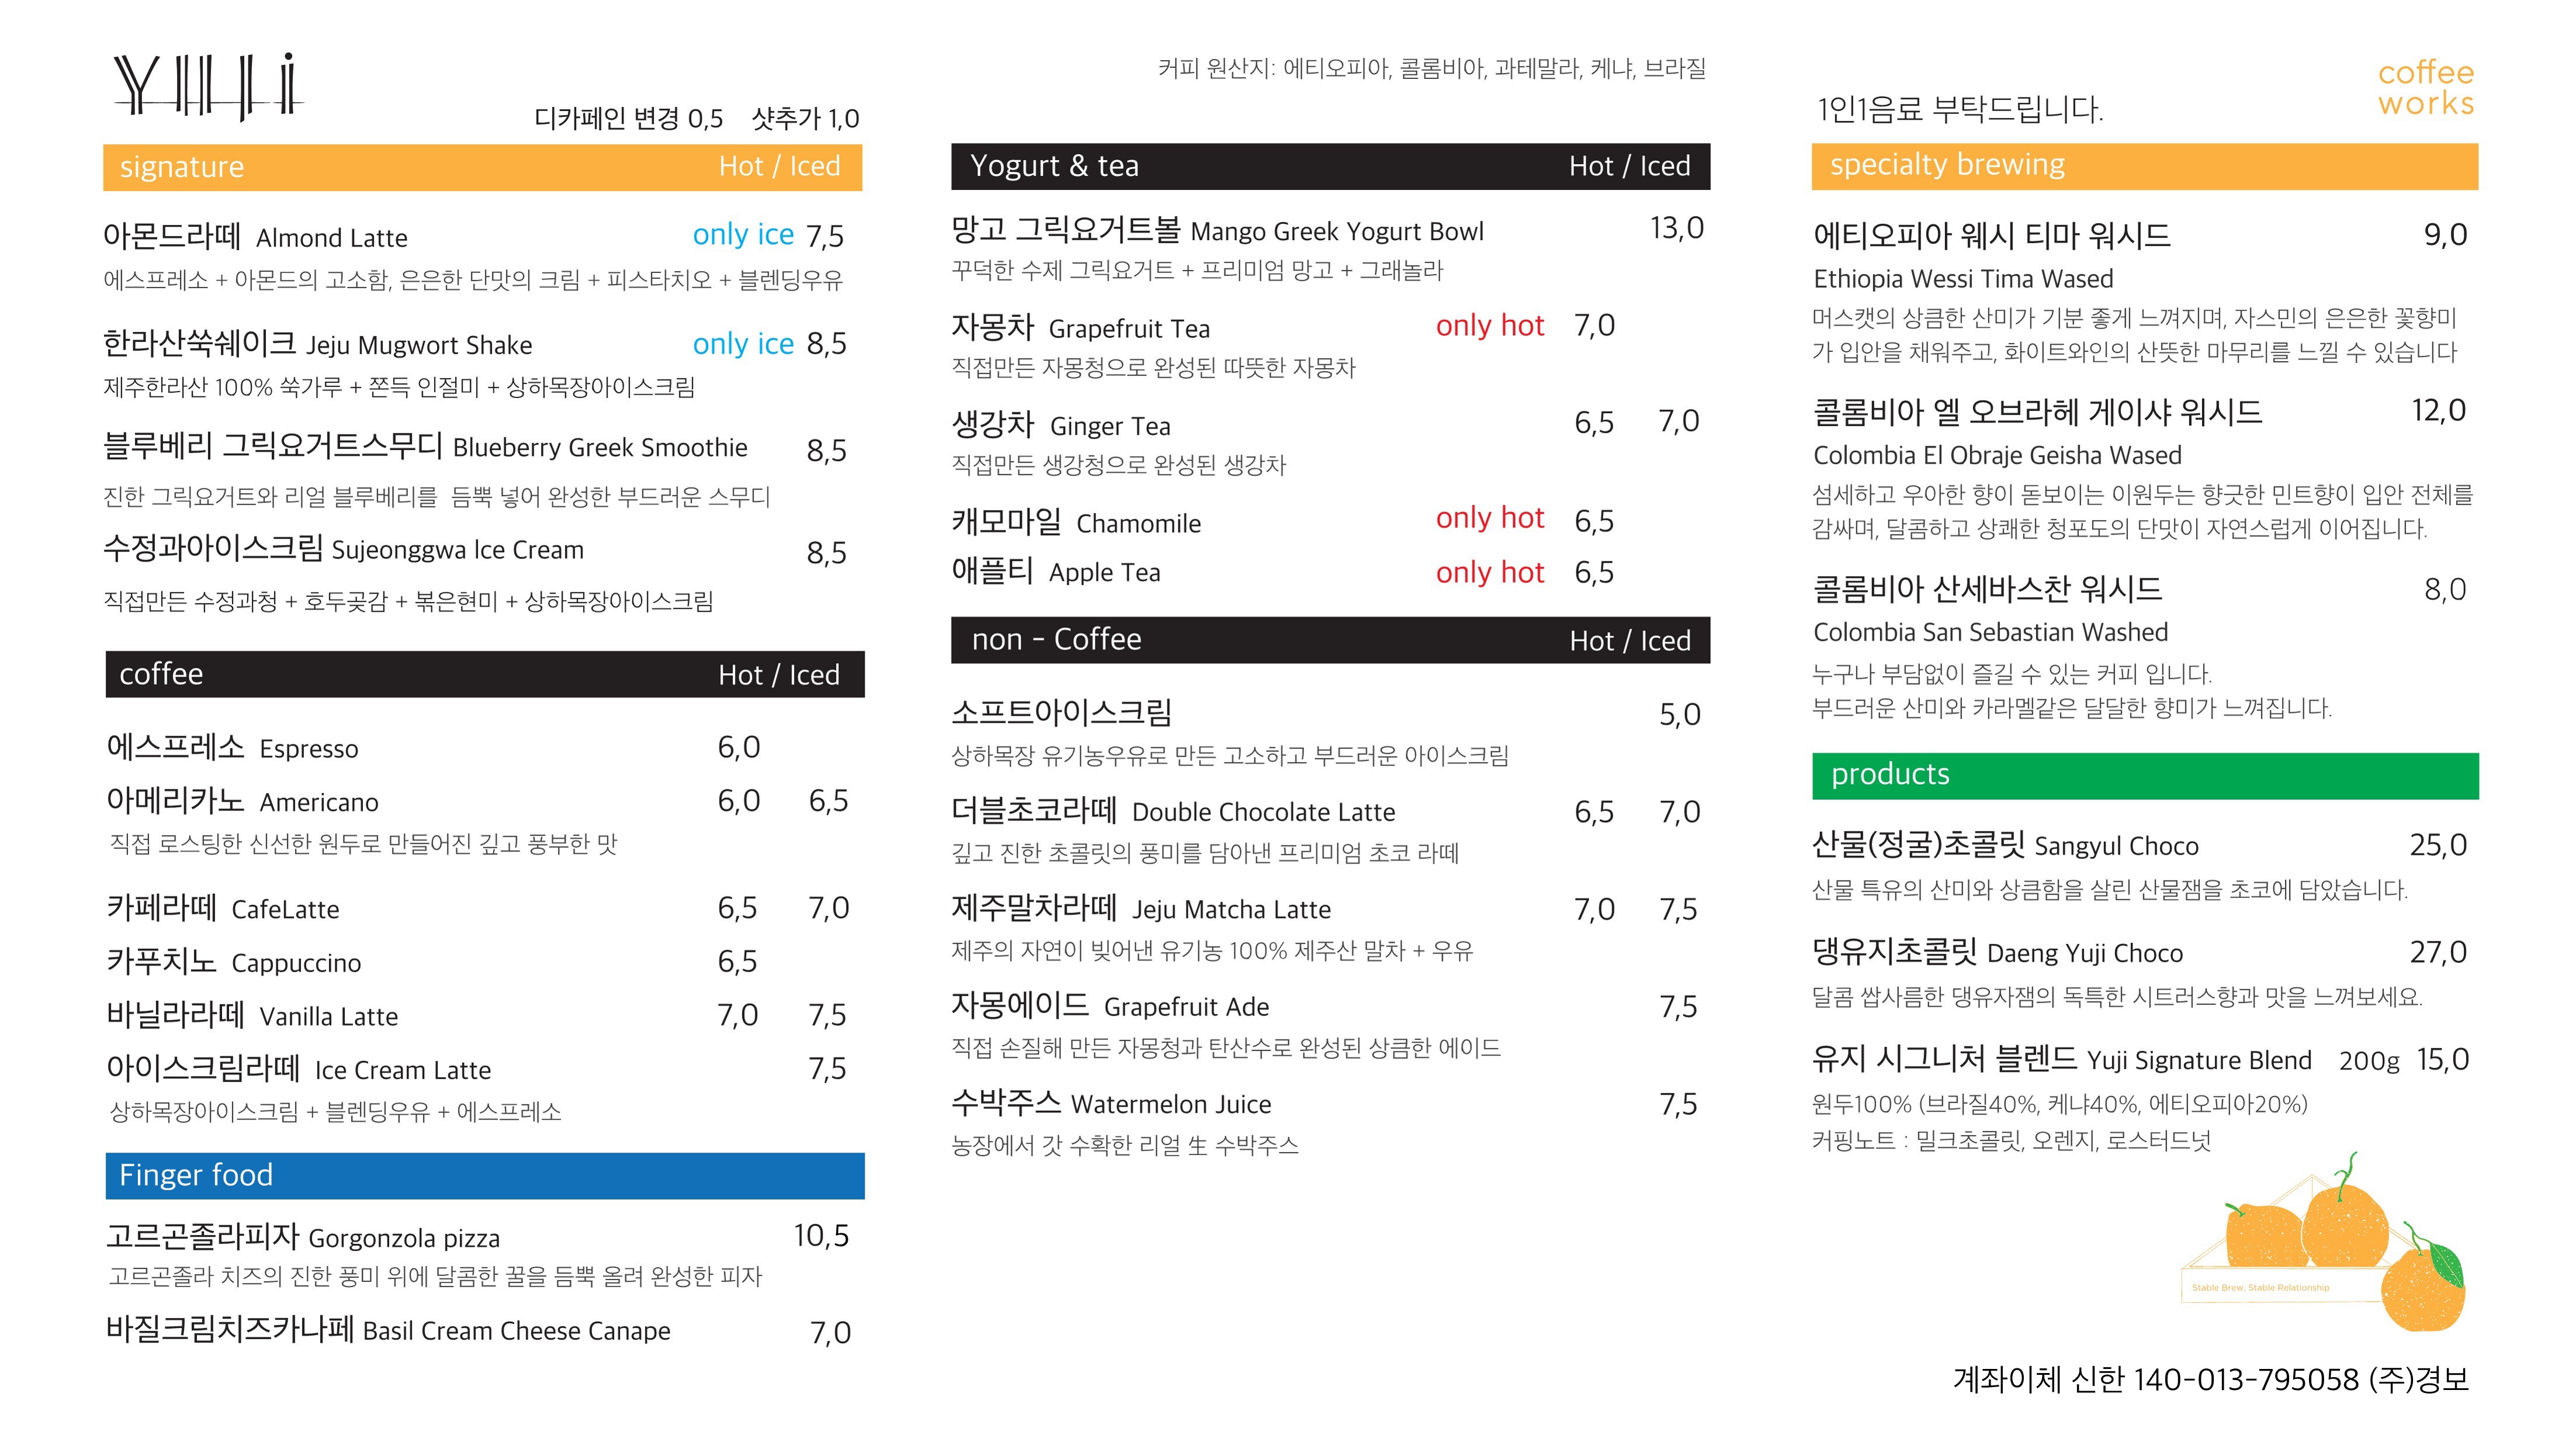 Yuji
디카페인 변경 0,5 샷추가 1,0
signature Hot / Iced
아몬드라떼 Almond Latte only ice 7,5
에스프레소 + 아몬드의 고소함, 은은한 단맛의 크림 + 피스타치오 + 블렌딩우유
한라산쑥쉐이크 Jeju Mugwort Shake only ice 8,5
제주한라산 100% 쑥가루 + 쫀득 인절미 + 상하목장아이스크림
블루베리 그릭요거트스무디 Blueberry Greek Smoothie 8,5
진한 그릭요거트와 리얼 블루베리를 듬뿍 넣어 완성한 부드러운 스무디
수정과아이스크림 Sujeonggwa Ice Cream 8,5
직접만든 수정과청 + 호두곶감 + 볶은현미 + 상하목장아이스크림
coffee Hot / Iced
에스프레소 Espresso 6,0
아메리카노 Americano 6,0 6,5
직접 로스팅한 신선한 원두로 만들어진 깊고 풍부한 맛
카페라떼 CafeLatte 6,5 7,0
카푸치노 Cappuccino 6,5
바닐라라떼 Vanilla Latte 7,0 7,5
아이스크림라떼 Ice Cream Latte 7,5
상하목장아이스크림 + 블렌딩우유 + 에스프레소
Finger food
고르곤졸라피자 Gorgonzola pizza 10,5
고르곤졸라 치즈의 진한 풍미 위에 달콤한 꿀을 듬뿍 올려 완성한 피자
바질크림치즈카나페 Basil Cream Cheese Canape 7,0
커피 원산지: 에티오피아, 콜롬비아, 과테말라, 케냐, 브라질
Yogurt & tea Hot / Iced
망고 그릭요거트볼 Mango Greek Yogurt Bowl 13,0
꾸덕한 수제 그릭요거트 + 프리미엄 망고 + 그래놀라
자몽차 Grapefruit Tea only hot 7,0
직접만든 자몽청으로 완성된 따뜻한 자몽차
생강차 Ginger Tea 6,5 7,0
직접만든 생강청으로 완성된 생강차
캐모마일 Chamomile only hot 6,5
애플티 Apple Tea only hot 6,5
non - Coffee Hot / Iced
소프트아이스크림 5,0
상하목장 유기농우유로 만든 고소하고 부드러운 아이스크림
더블초코라떼 Double Chocolate Latte 6,5 7,0
깊고 진한 초콜릿의 풍미를 담아낸 프리미엄 초코 라떼
제주말차라떼 Jeju Matcha Latte 7,0 7,5
제주의 자연이 빚어낸 유기농 100% 제주산 말차 + 우유
자몽에이드 Grapefruit Ade 7,5
직접 손질해 만든 자몽청과 탄산수로 완성된 상큼한 에이드
수박주스 Watermelon Juice 7,5
농장에서 갓 수확한 리얼 生 수박주스
coffee
works
1인1음료 부탁드립니다.
specialty brewing
에티오피아 웨시 티마 워시드 9,0
Ethiopia Wessi Tima Wased
머스캣의 상큼한 산미가 기분 좋게 느껴지며, 자스민의 은은한 꽃향미
가 입안을 채워주고, 화이트와인의 산뜻한 마무리를 느낄 수 있습니다
콜롬비아 엘 오브라헤 게이샤 워시드 12,0
Colombia El Obraje Geisha Wased
섬세하고 우아한 향이 돋보이는 이원두는 향긋한 민트향이 입안 전체를
감싸며, 달콤하고 상쾌한 청포도의 단맛이 자연스럽게 이어집니다.
콜롬비아 산세바스찬 워시드 8,0
Colombia San Sebastian Washed
누구나 부담없이 즐길 수 있는 커피 입니다.
부드러운 산미와 카라멜같은 달달한 향미가 느껴집니다.
products
산물(정귤)초콜릿 Sangyul Choco 25,0
산물 특유의 산미와 상큼함을 살린 산물잼을 초코에 담았습니다.
댕유지초콜릿 Daeng Yuji Choco 27,0
달콤 쌉사름한 댕유자잼의 독특한 시트러스향과 맛을 느껴보세요.
유지 시그니처 블렌드 Yuji Signature Blend 200g 15,0
원두100% (브라질40%, 케냐40%, 에티오피아20%)
커핑노트 : 밀크초콜릿, 오렌지, 로스터드넛
Stable Brew, Stable Relationship
계좌이체 신한 140-013-795058 (주)경보